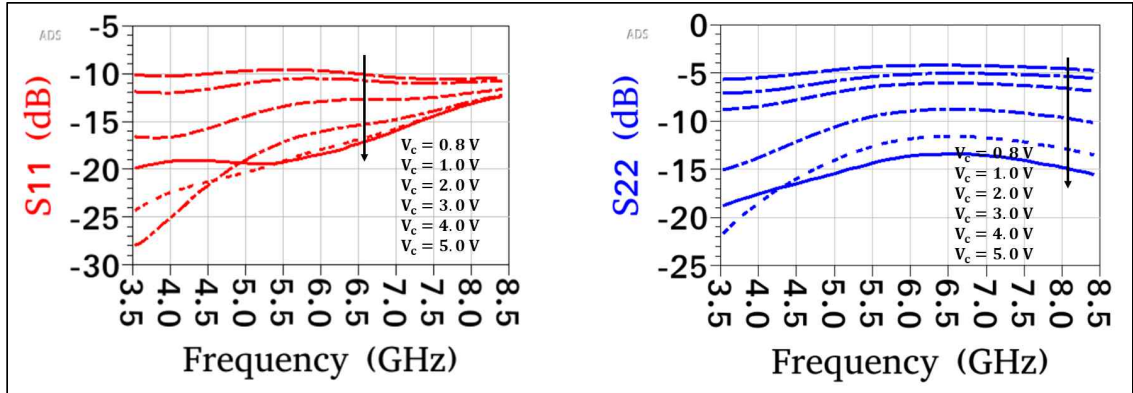 ADS
S11 (dB)
-5
-10
-15
-20
-25
-30
V_c = 0.8 V
V_c = 1.0 V
V_c = 2.0 V
V_c = 3.0 V
V_c = 4.0 V
V_c = 5.0 V
3.5 4.0 4.5 5.0 5.5 6.0 6.5 7.0 7.5 8.0 8.5
Frequency (GHz)
ADS
S22 (dB)
0
-5
-10
-15
-20
-25
V_c = 0.8 V
V_c = 1.0 V
V_c = 2.0 V
V_c = 3.0 V
V_c = 4.0 V
V_c = 5.0 V
3.5 4.0 4.5 5.0 5.5 6.0 6.5 7.0 7.5 8.0 8.5
Frequency (GHz)